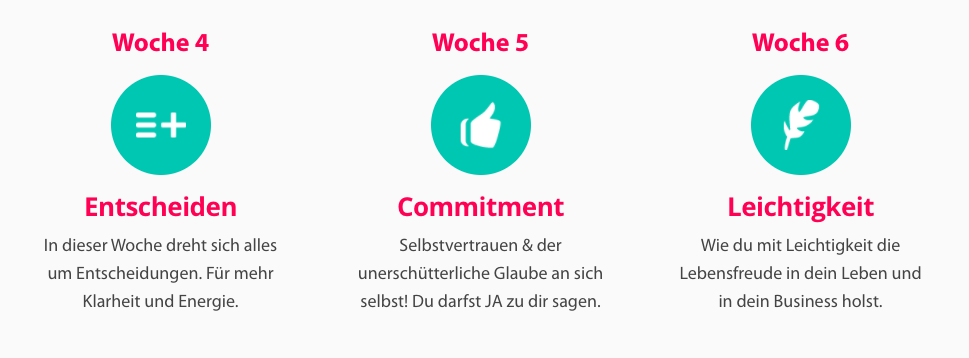 Woche 4
Entscheiden
In dieser Woche dreht sich alles
um Entscheidungen. Für mehr
Klarheit und Energie.
Woche 5
Commitment
Selbstvertrauen & der
unerschütterliche Glaube an sich
selbst! Du darfst JA zu dir sagen.
Woche 6
Leichtigkeit
Wie du mit Leichtigkeit die
Lebensfreude in dein Leben und
in dein Business holst.